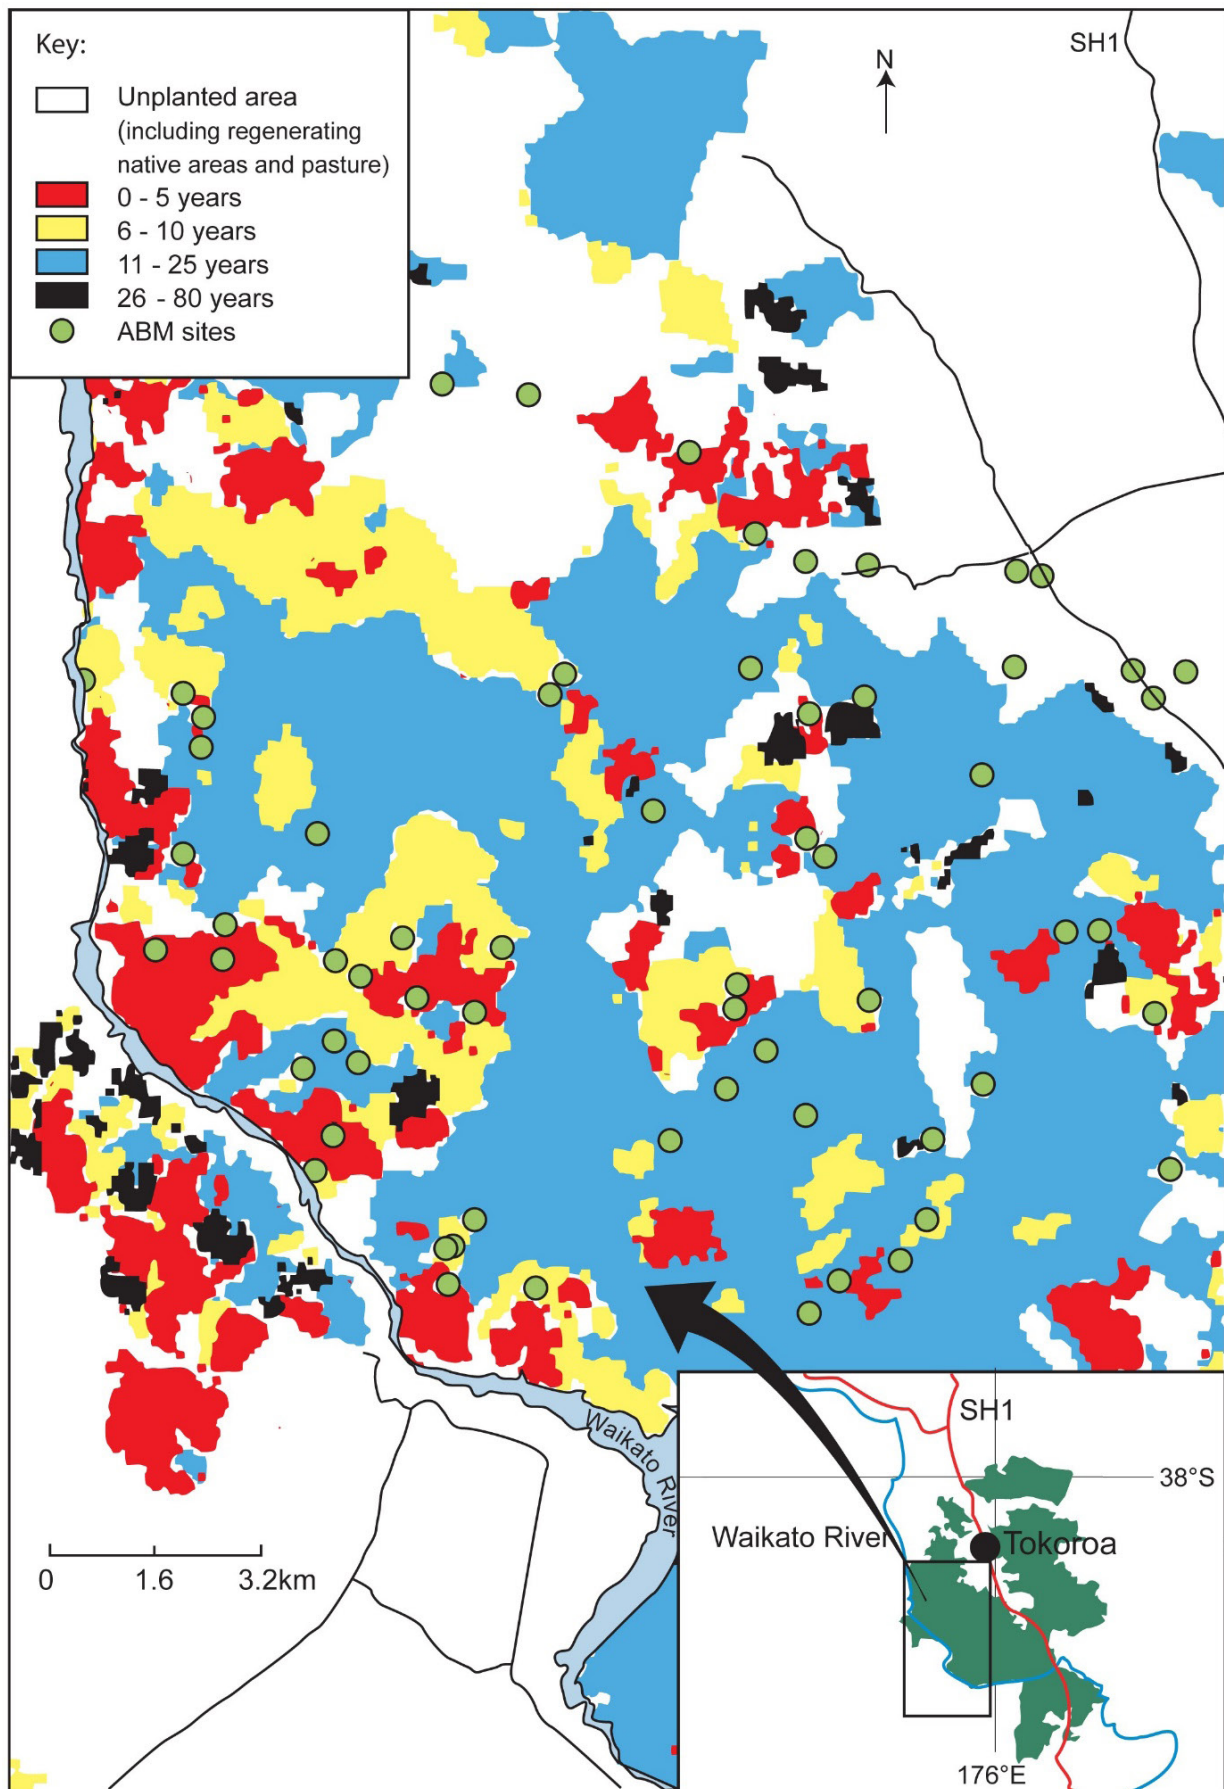 Key:
Unplanted area
(including regenerating
native areas and pasture)
0 - 5 years
6 - 10 years
11 - 25 years
26 - 80 years
ABM sites
N
SH1
Waikato River
0 1.6 3.2km
SH1
38°S
Waikato River
Tokoroa
176°E